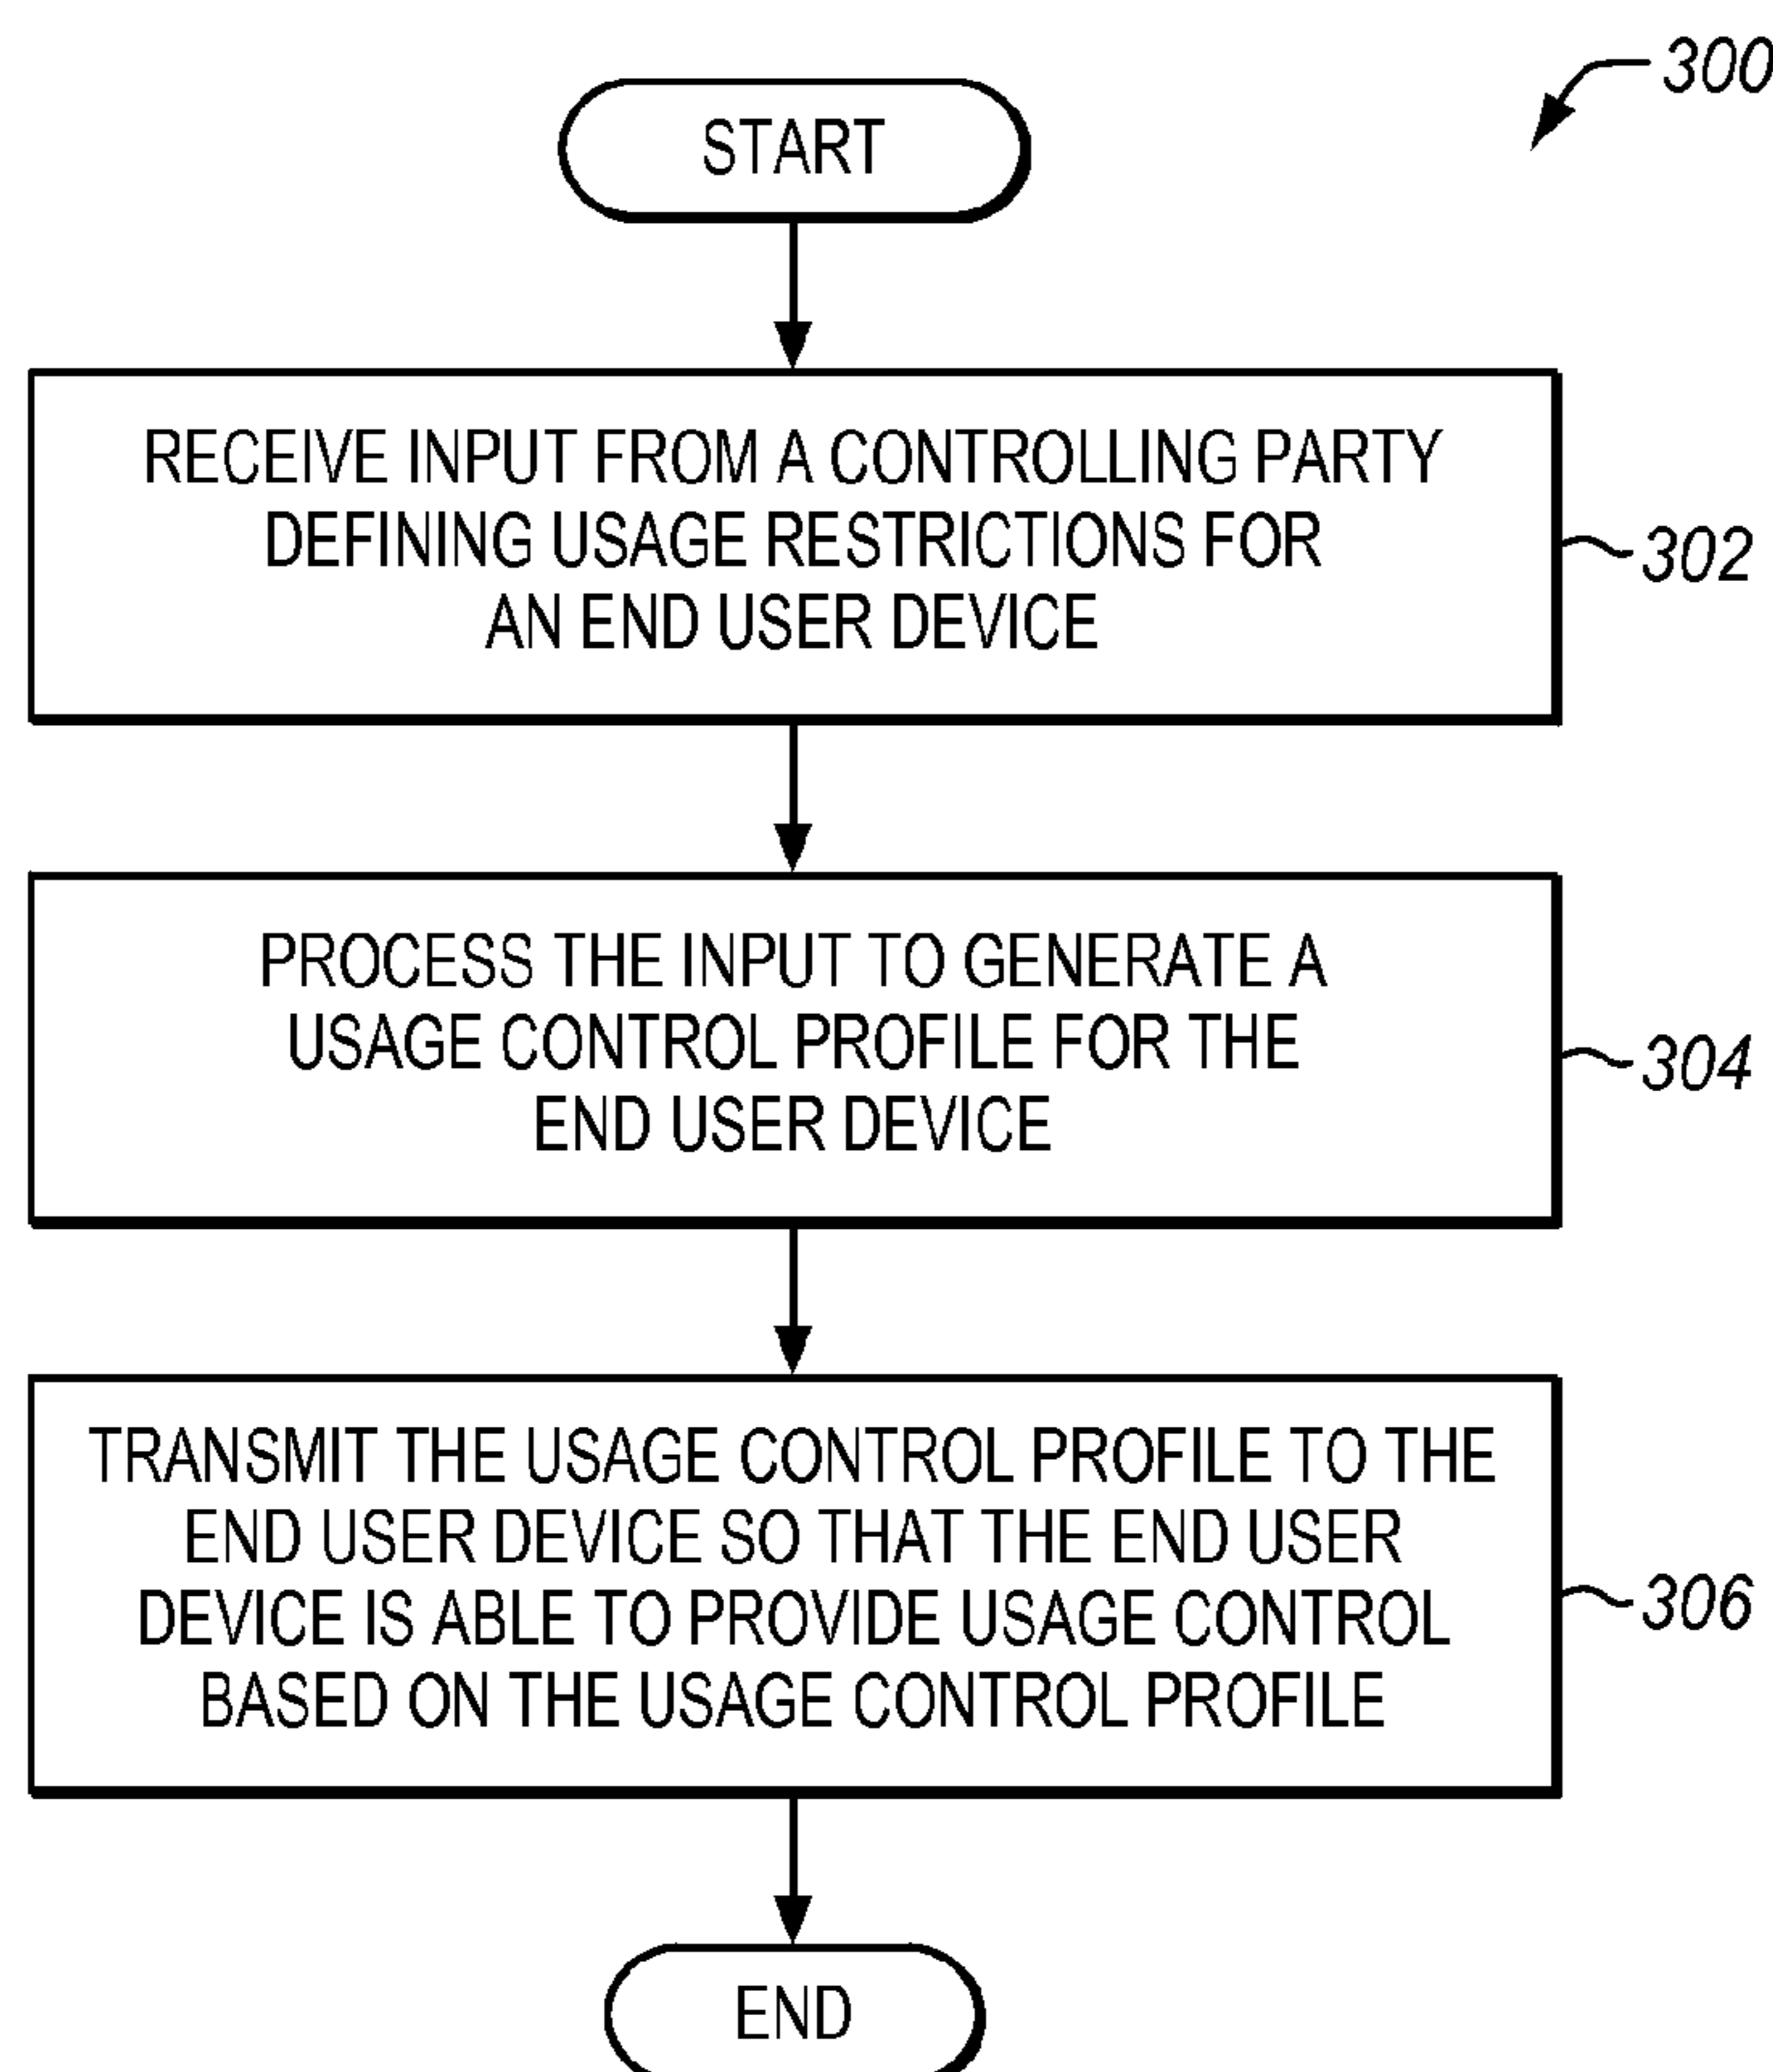 300
START
RECEIVE INPUT FROM A CONTROLLING PARTY
DEFINING USAGE RESTRICTIONS FOR
AN END USER DEVICE
302
PROCESS THE INPUT TO GENERATE A
USAGE CONTROL PROFILE FOR THE
END USER DEVICE
304
TRANSMIT THE USAGE CONTROL PROFILE TO THE
END USER DEVICE SO THAT THE END USER
DEVICE IS ABLE TO PROVIDE USAGE CONTROL
BASED ON THE USAGE CONTROL PROFILE
306
END